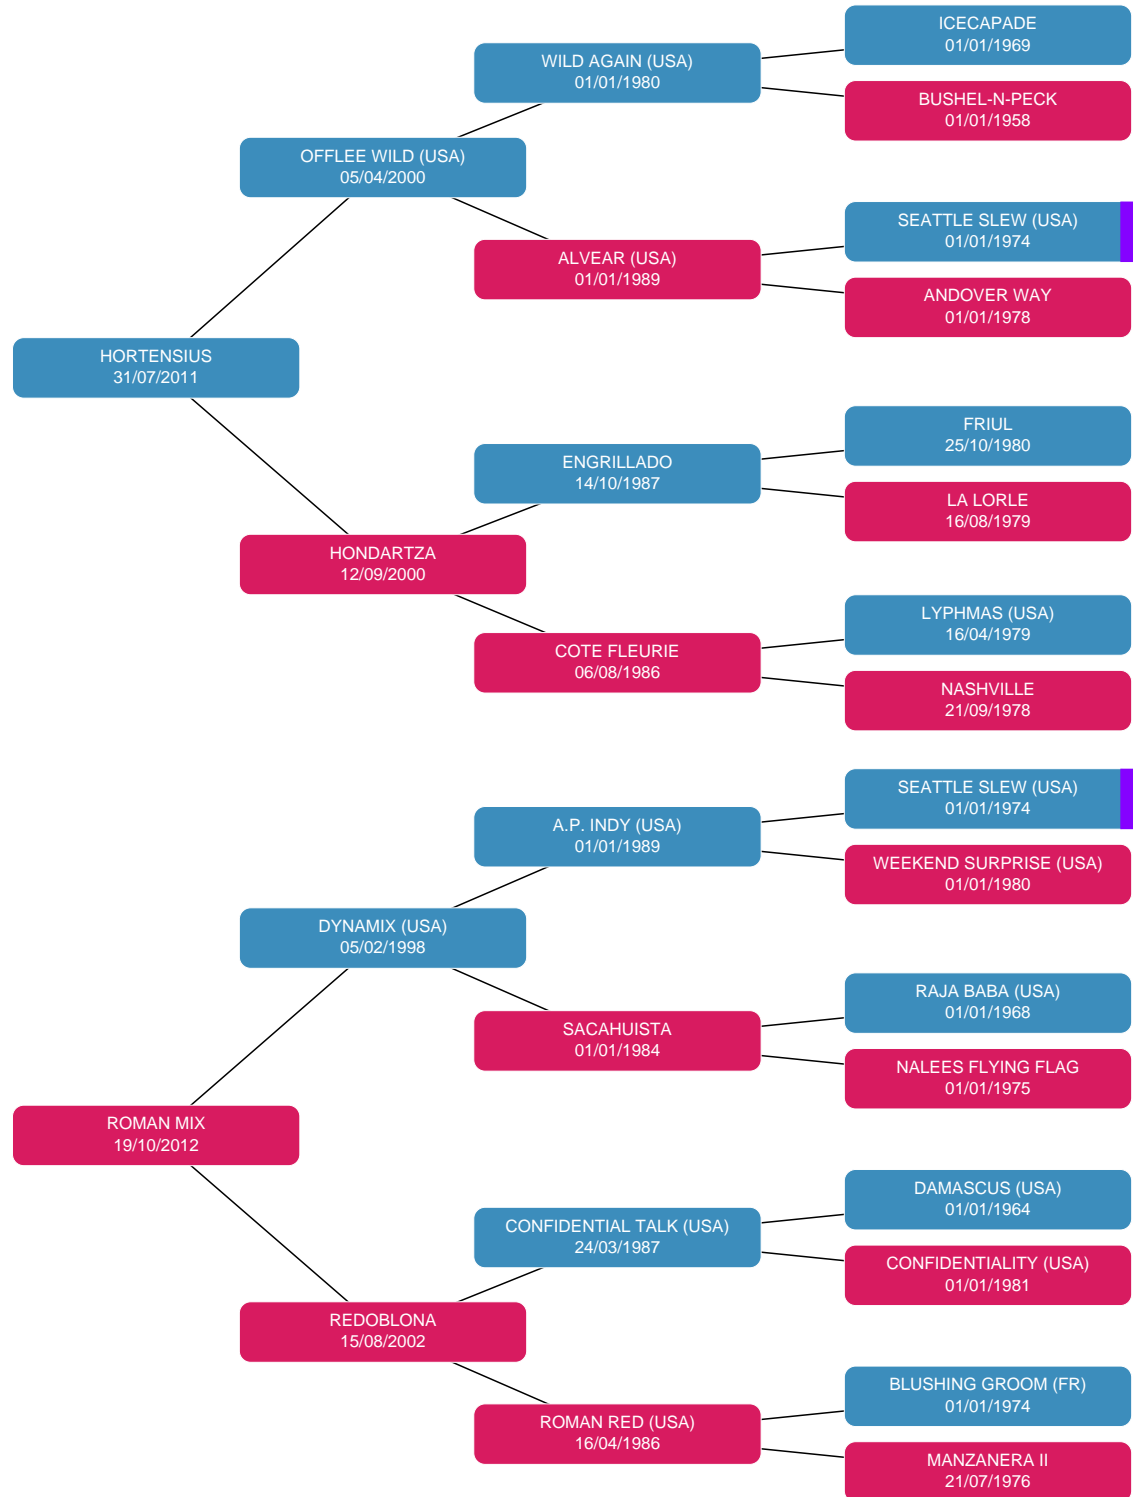 ICECAPADE
01/01/1969
WILD AGAIN (USA)
01/01/1980
BUSHEL-N-PECK
01/01/1958
OFFLEE WILD (USA)
05/04/2000
SEATTLE SLEW (USA)
01/01/1974
ALVEAR (USA)
01/01/1989
ANDOVER WAY
01/01/1978
HORTENSIUS
31/07/2011
FRIUL
25/10/1980
ENGRILLADO
14/10/1987
LA LORLE
16/08/1979
HONDARTZA
12/09/2000
LYPHMAS (USA)
16/04/1979
COTE FLEURIE
06/08/1986
NASHVILLE
21/09/1978
SEATTLE SLEW (USA)
01/01/1974
A.P. INDY (USA)
01/01/1989
WEEKEND SURPRISE (USA)
01/01/1980
DYNAMIX (USA)
05/02/1998
RAJA BABA (USA)
01/01/1968
SACAHUISTA
01/01/1984
NALEES FLYING FLAG
01/01/1975
ROMAN MIX
19/10/2012
DAMASCUS (USA)
01/01/1964
CONFIDENTIAL TALK (USA)
24/03/1987
CONFIDENTIALITY (USA)
01/01/1981
REDOBLONA
15/08/2002
BLUSHING GROOM (FR)
01/01/1974
ROMAN RED (USA)
16/04/1986
MANZANERA II
21/07/1976